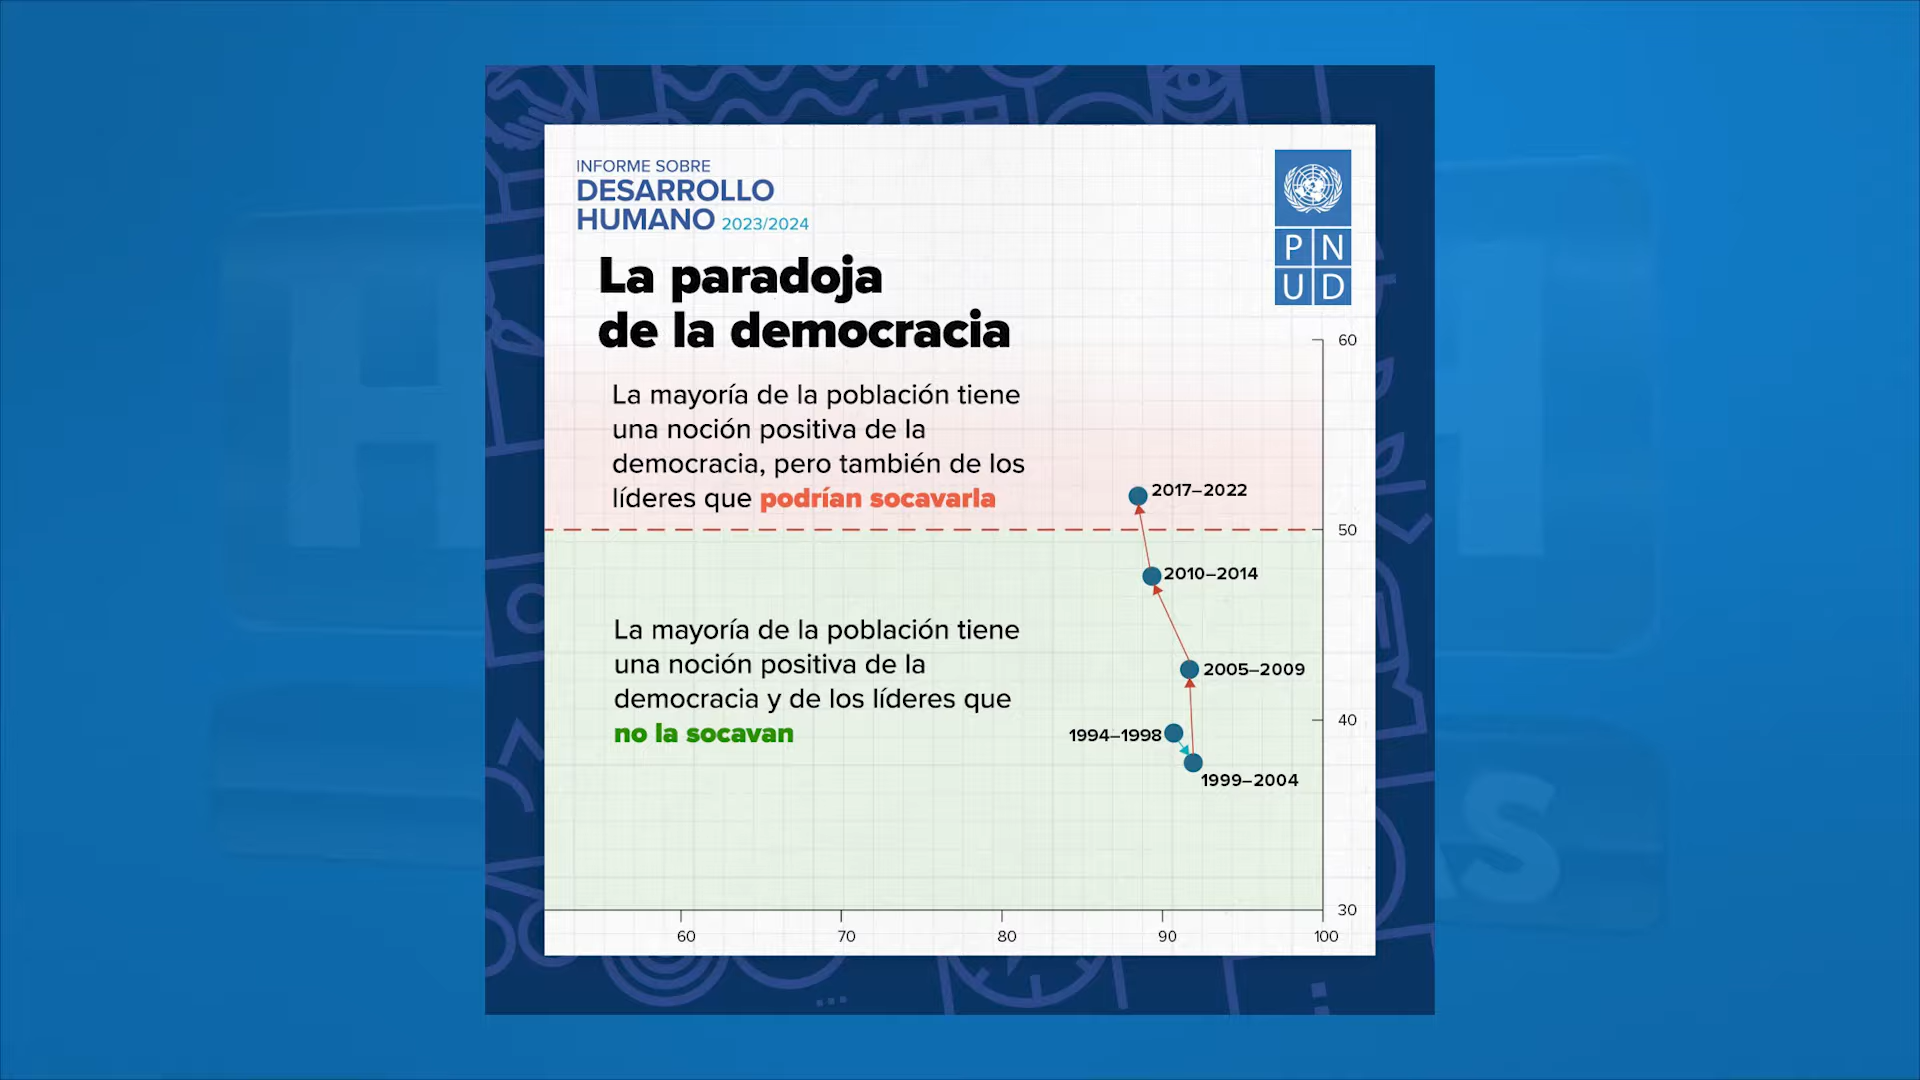 INFORME SOBRE
DESARROLLO
HUMANO 2023/2024
P N
U D
La paradoja
de la democracia
La mayoría de la población tiene
una noción positiva de la
democracia, pero también de los
líderes que podrían socavarla
La mayoría de la población tiene
una noción positiva de la
democracia y de los líderes que
no la socavan
2017–2022
2010–2014
2005–2009
1994–1998
1999–2004
60
50
40
30
60 70 80 90 100